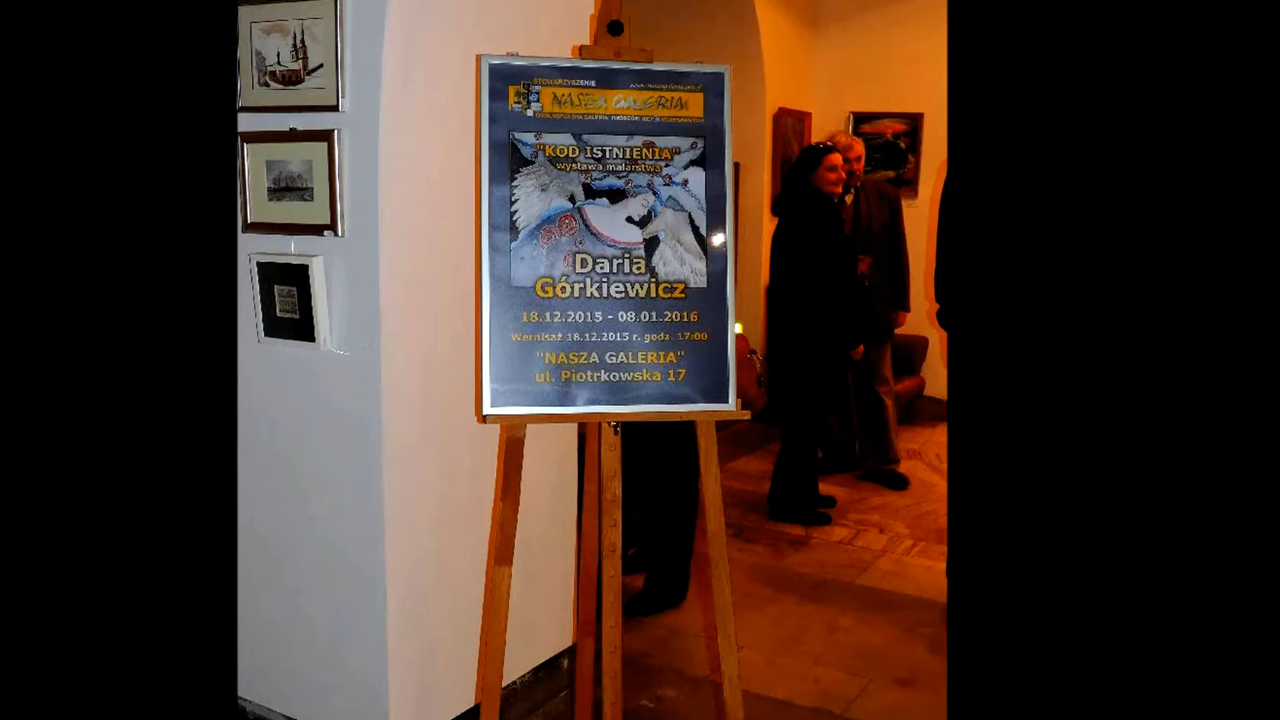 STOWARZYSZENIE
NASZA GALERIA
"KOD ISTNIENIA"
wystawa malarstwa
Daria
Górkiewicz
18.12.2015 - 08.01.2016
Wernisaż 18.12.2015 r. godz. 17:00
"NASZA GALERIA"
ul. Piotrkowska 17